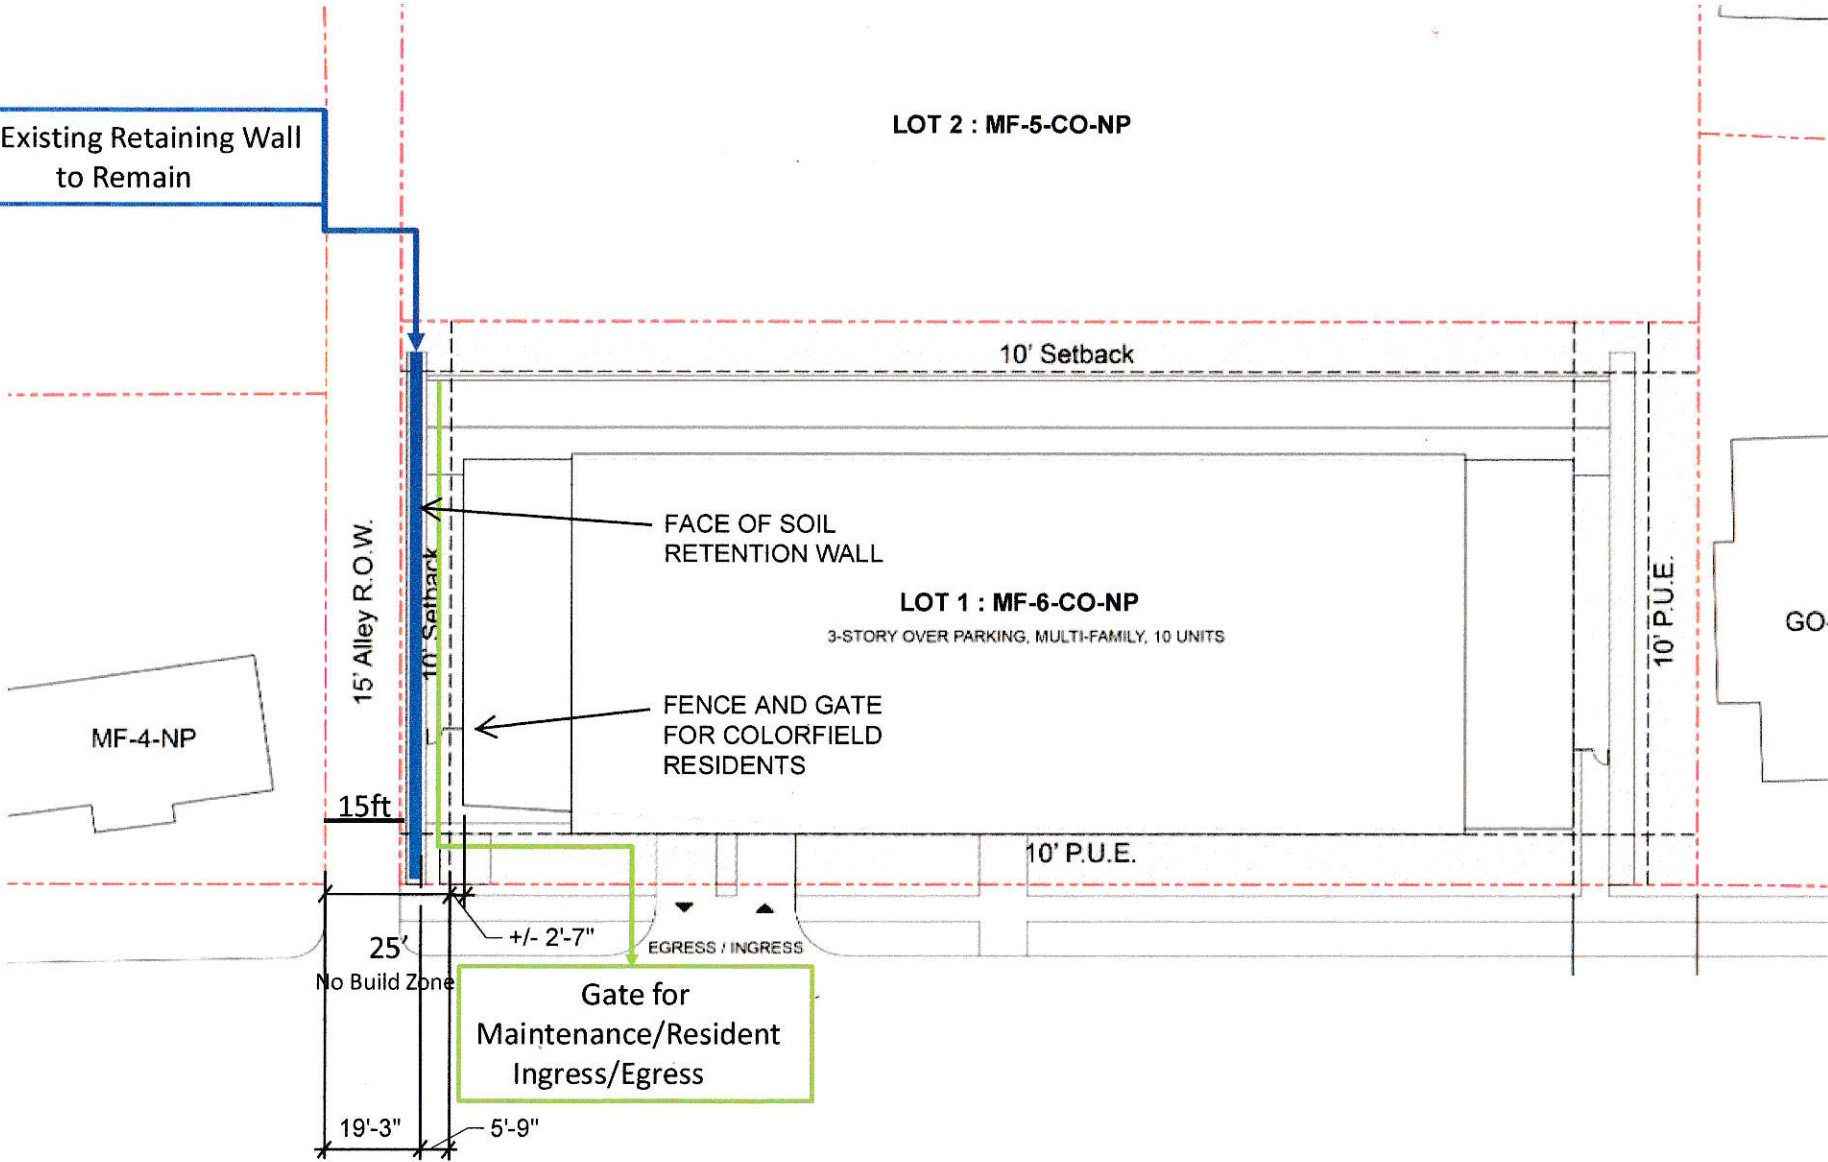 LOT 2 : MF-5-CO-NP
Existing Retaining Wall
to Remain
10' Setback
FACE OF SOIL
RETENTION WALL
15' Alley R.O.W.
10' Setback
LOT 1 : MF-6-CO-NP
3-STORY OVER PARKING, MULTI-FAMILY, 10 UNITS
10' P.U.E.
GO-
MF-4-NP
FENCE AND GATE
FOR COLORFIELD
RESIDENTS
15ft
10' P.U.E.
25'
No Build Zone
+/- 2'-7"
EGRESS / INGRESS
Gate for
Maintenance/Resident
Ingress/Egress
19'-3"
5'-9"